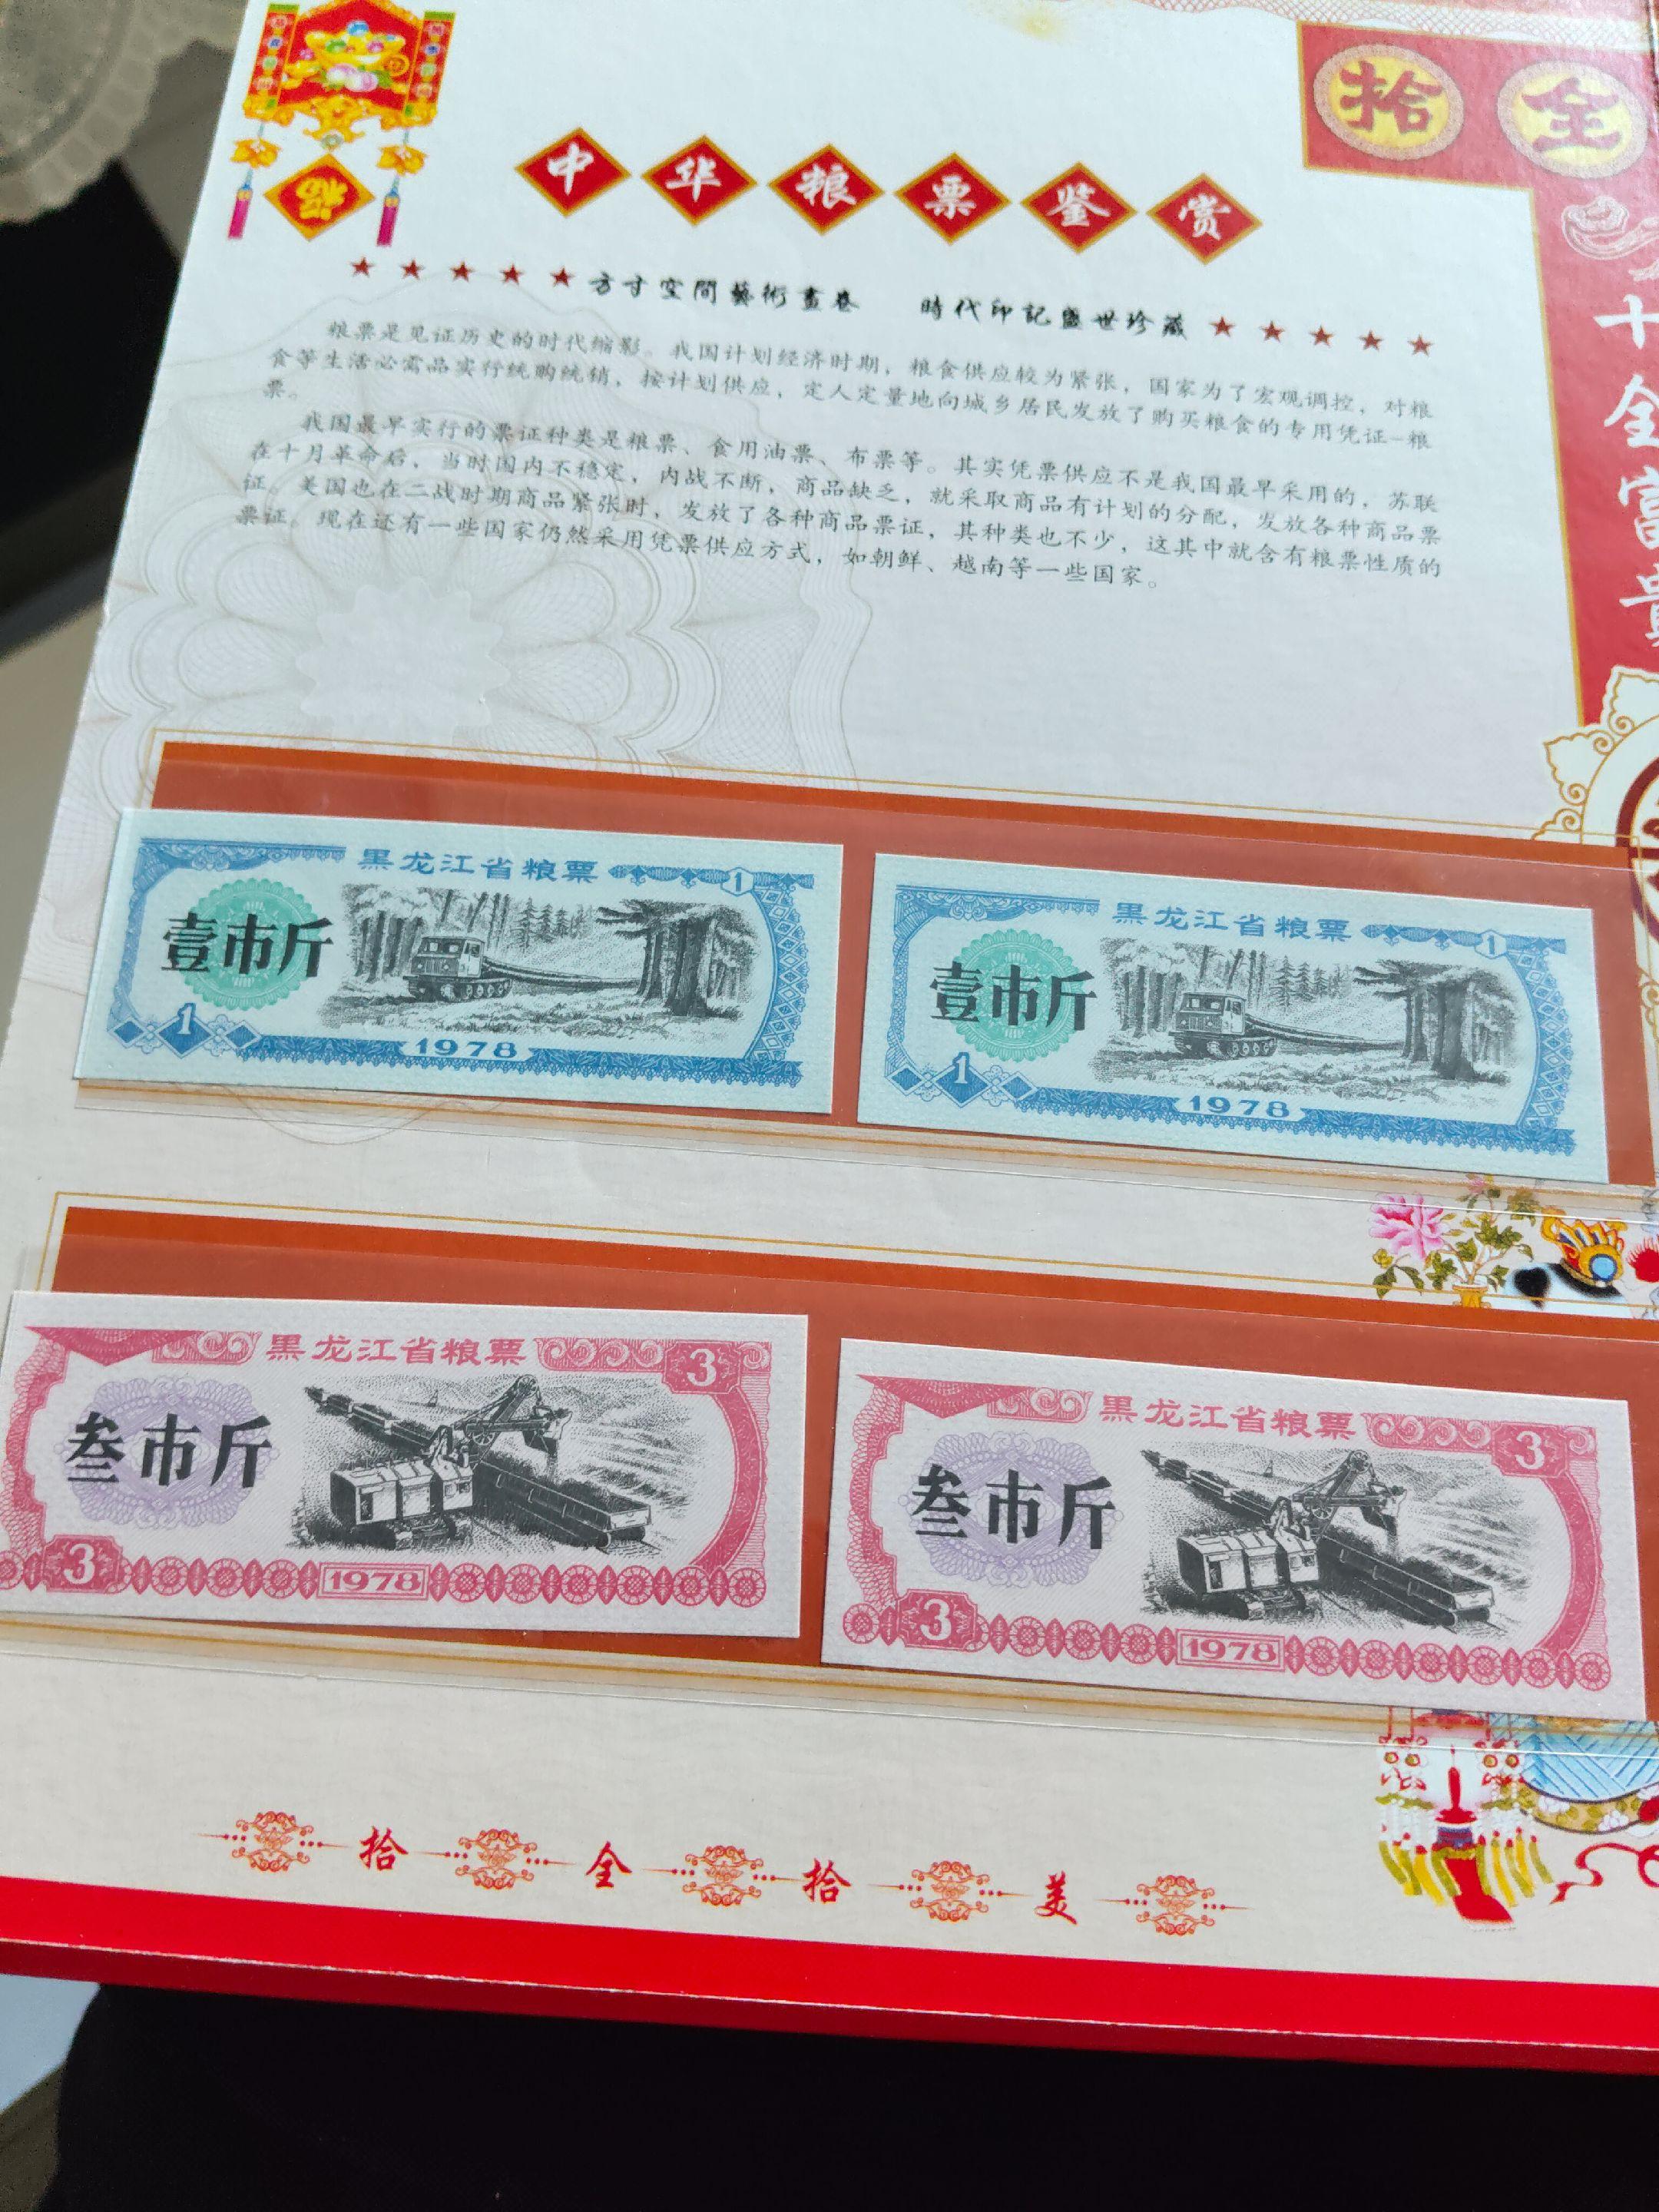 拾 全
福
中华粮票鉴赏
方寸空間藝術畫卷 時代印記盛世珍藏
粮票是见证历史的时代缩影。我国计划经济时期，粮食供应较为紧张，国家为了宏观调控，对粮
食等生活必需品实行统购统销，按计划供应，定人定量地向城乡居民发放了购买粮食的专用凭证-粮
票。
我国最早实行的票证种类是粮票、食用油票、布票等。其实凭票供应不是我国最早采用的，苏联
在十月革命后，当时国内不稳定，内战不断，商品缺乏，就采取商品有计划的分配，发放各种商品票
证。美国也在二战时期商品紧张时，发放了各种商品票证，其种类也不少，这其中就含有粮票性质的
票证。现在还有一些国家仍然采用凭票供应方式，如朝鲜、越南等一些国家。
十全富贵
黑龙江省粮票
1
壹市斤
1
1978
黑龙江省粮票
1
壹市斤
1
1978
黑龙江省粮票
3
叁市斤
3
1978
黑龙江省粮票
3
叁市斤
3
1978
拾全拾美